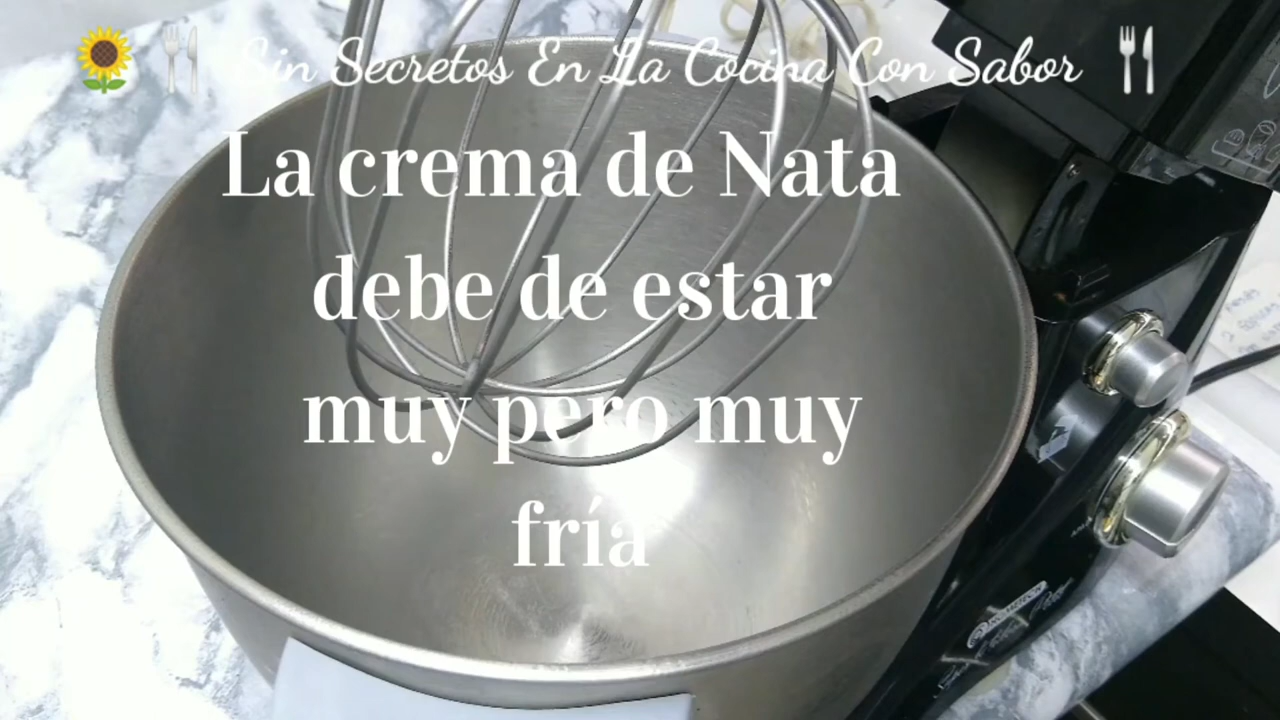 🌻 🍴 Sin Secretos En La Cocina Con Sabor 🍴
La crema de Nata
debe de estar
muy pero muy
fría